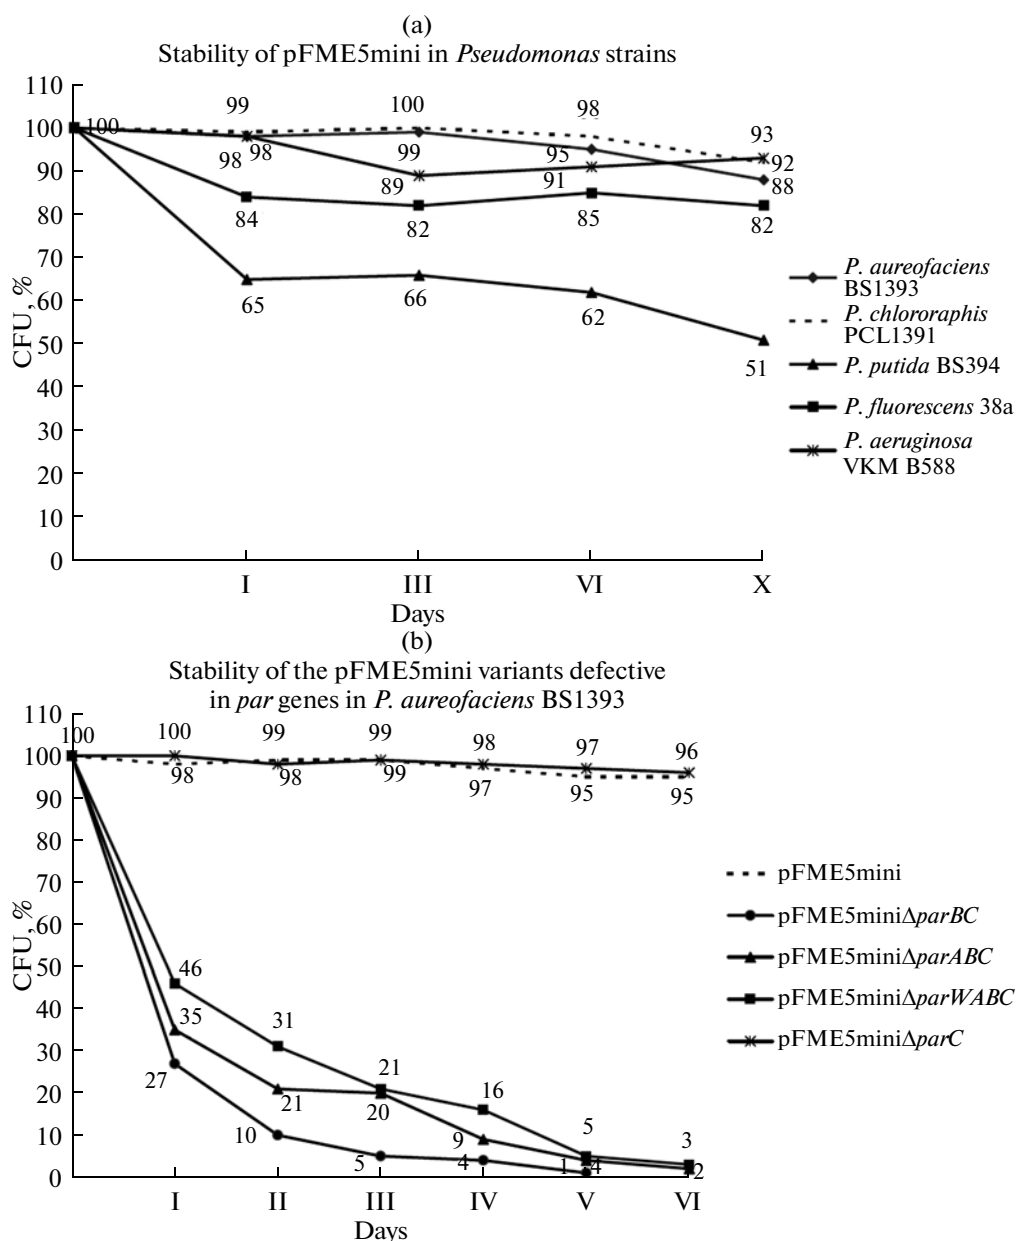 (a)
Stability of pFME5mini in Pseudomonas strains
CFU, %
110
100
90
80
70
60
50
40
30
20
10
0
100
99 100 98 93
98 98 99 95 92
89 91 88
84 82 85 82
65 66 62 51
I III VI X
Days
P. aureofaciens
BS1393
P. chlororaphis
PCL1391
P. putida BS394
P. fluorescens 38a
P. aeruginosa
VKM B588
(b)
Stability of the pFME5mini variants defective
in par genes in P. aureofaciens BS1393
CFU, %
110
100
90
80
70
60
50
40
30
20
10
0
100 100 99 99 98 97 96
98 98 99 97 95 95
46 31 21 16 5 3
35 21 20 9 4 2
27 10 5 4 1
I II III IV V VI
Days
pFME5mini
pFME5miniΔparBC
pFME5miniΔparABC
pFME5miniΔparWABC
pFME5miniΔparC